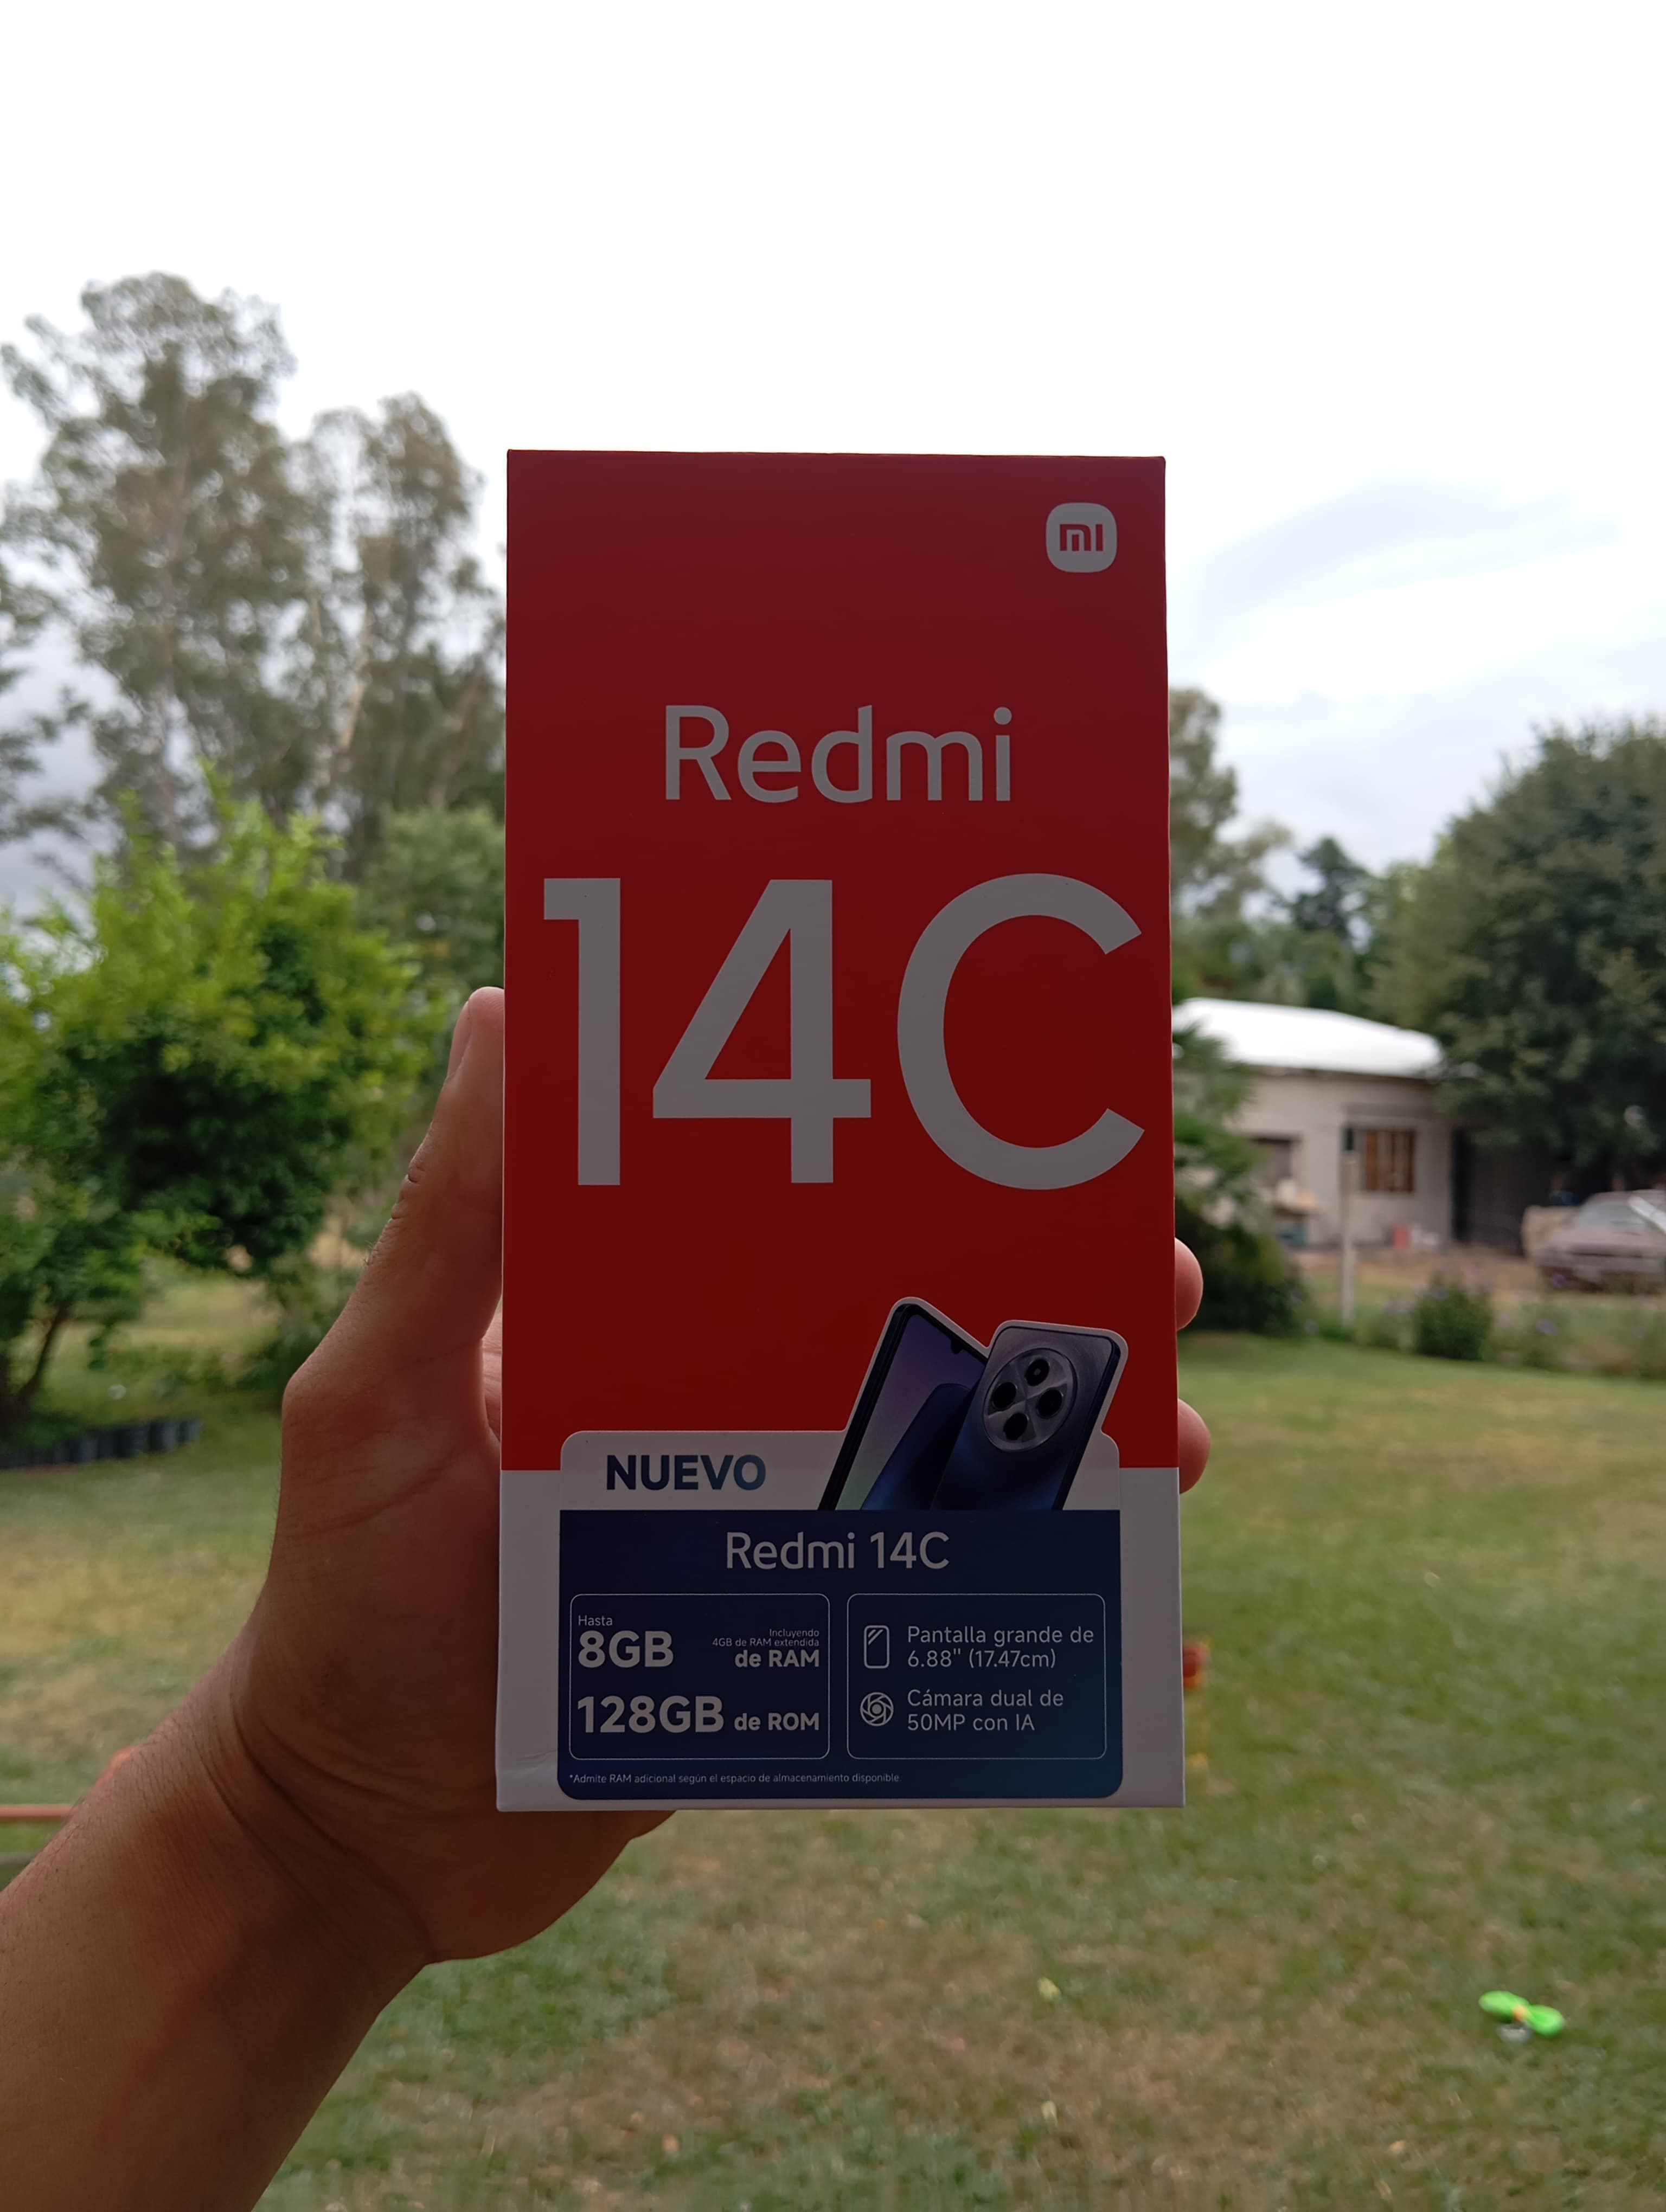 mi
Redmi
14C
NUEVO
Redmi 14C
Hasta
8GB
Incluyendo
4GB de RAM extendida
de RAM
128GB de ROM
Pantalla grande de
6.88" (17.47cm)
Cámara dual de
50MP con IA
*Admite RAM adicional según el espacio de almacenamiento disponible.